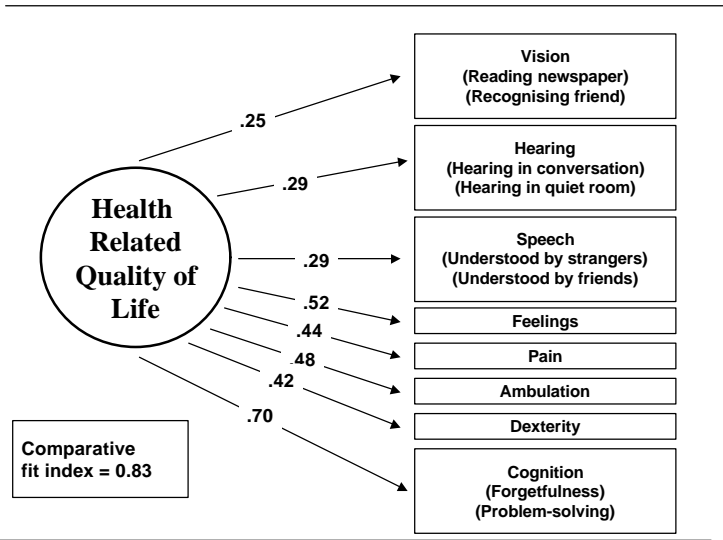 Vision
(Reading newspaper)
(Recognising friend)
.25
Hearing
(Hearing in conversation)
(Hearing in quiet room)
.29
Health
Related
Quality of
Life
Speech
(Understood by strangers)
(Understood by friends)
.29
.52
Feelings
.44
Pain
.48
Ambulation
.42
Dexterity
.70
Cognition
(Forgetfulness)
(Problem-solving)
Comparative
fit index = 0.83